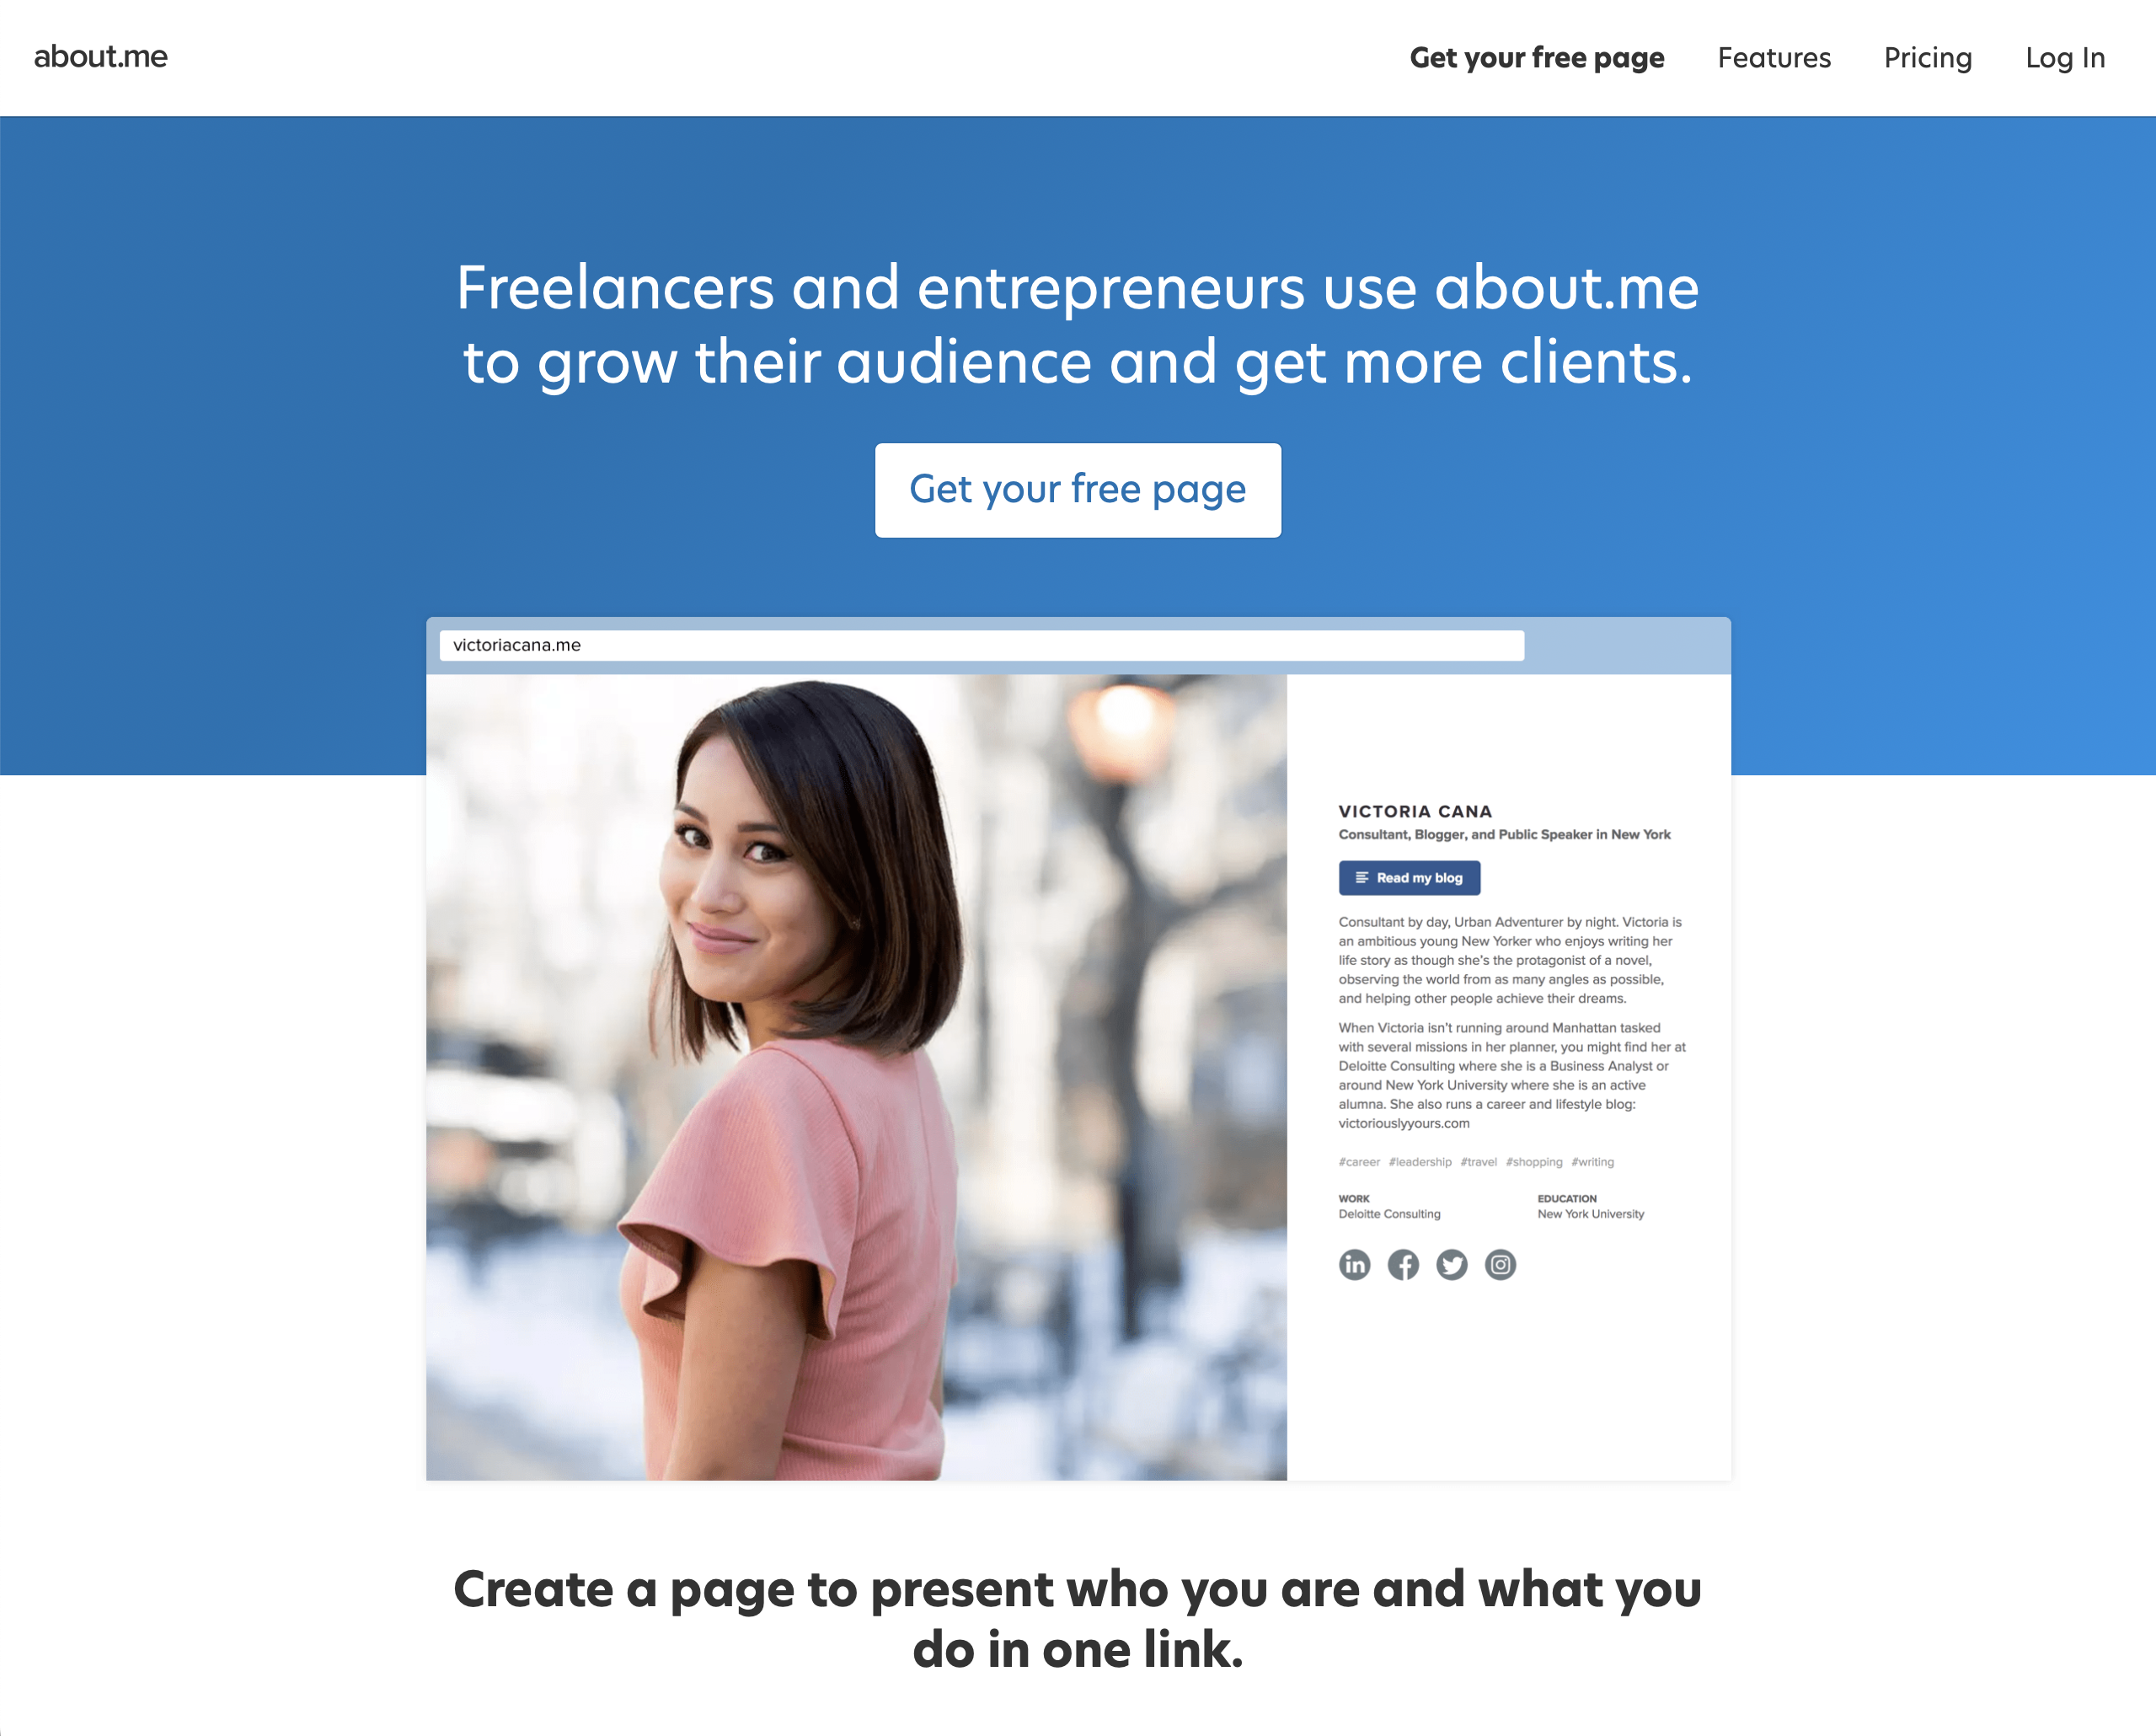 about.me
Get your free page
Features
Pricing
Log In
Freelancers and entrepreneurs use about.me
to grow their audience and get more clients.
Get your free page
victoriacana.me
VICTORIA CANA
Consultant, Blogger, and Public Speaker in New York
Read my blog
Consultant by day, Urban Adventurer by night. Victoria is
an ambitious young New Yorker who enjoys writing her
life story as though she's the protagonist of a novel,
observing the world from as many angles as possible,
and helping other people achieve their dreams.
When Victoria isn't running around Manhattan tasked
with several missions in her planner, you might find her at
Deloitte Consulting where she is a Business Analyst or
around New York University where she is an active
alumna. She also runs a career and lifestyle blog:
victoriouslyyours.com
#career #leadership #travel #shopping #writing
WORK
Deloitte Consulting
EDUCATION
New York University
Create a page to present who you are and what you
do in one link.